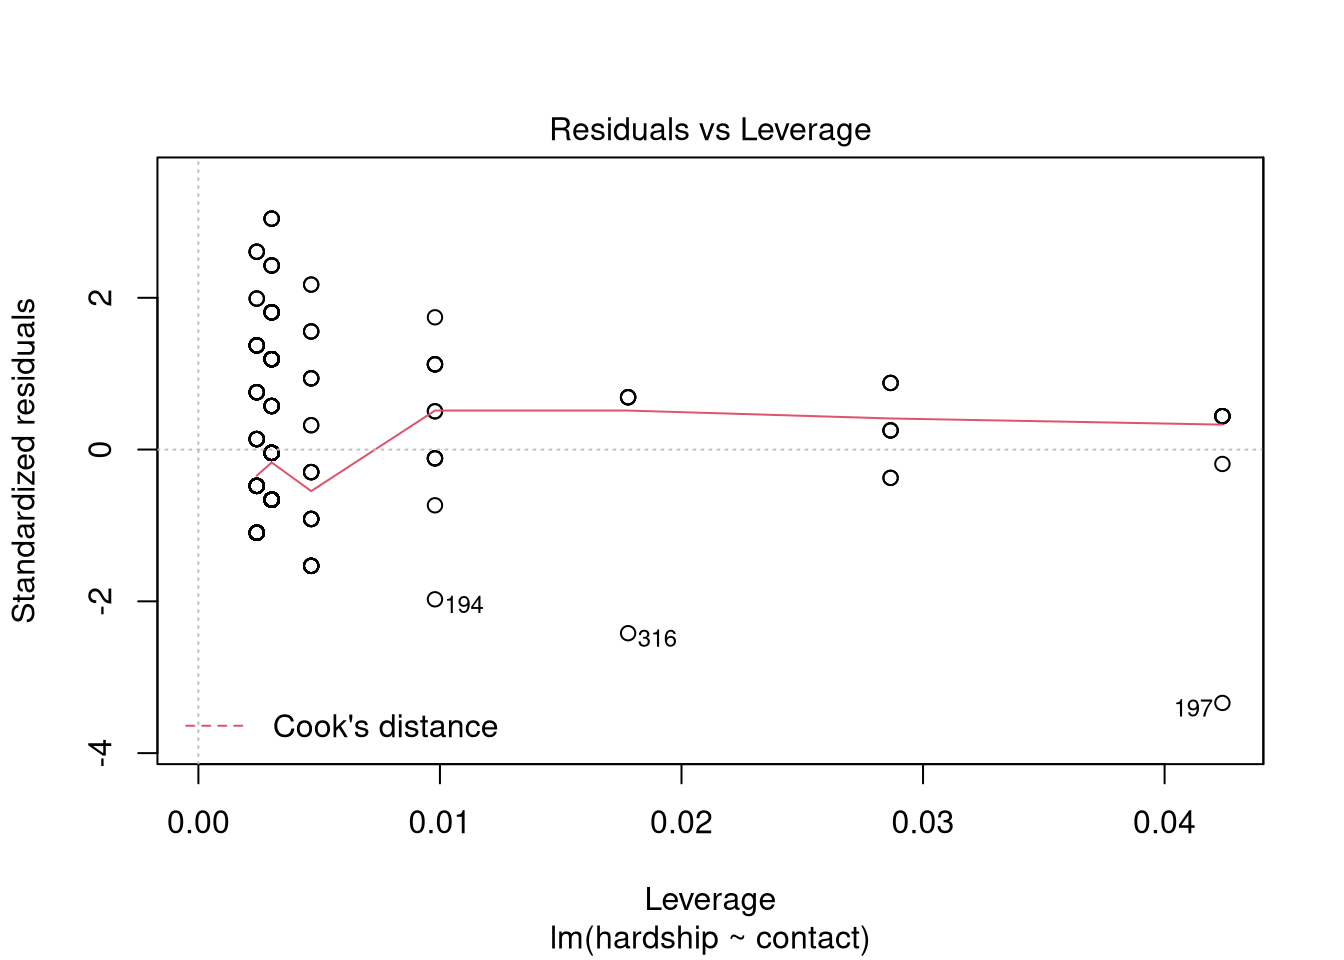 Residuals vs Leverage
Standardized residuals
2
0
-2
-4
194
316
197
Cook's distance
0.00 0.01 0.02 0.03 0.04
Leverage
lm(hardship ~ contact)